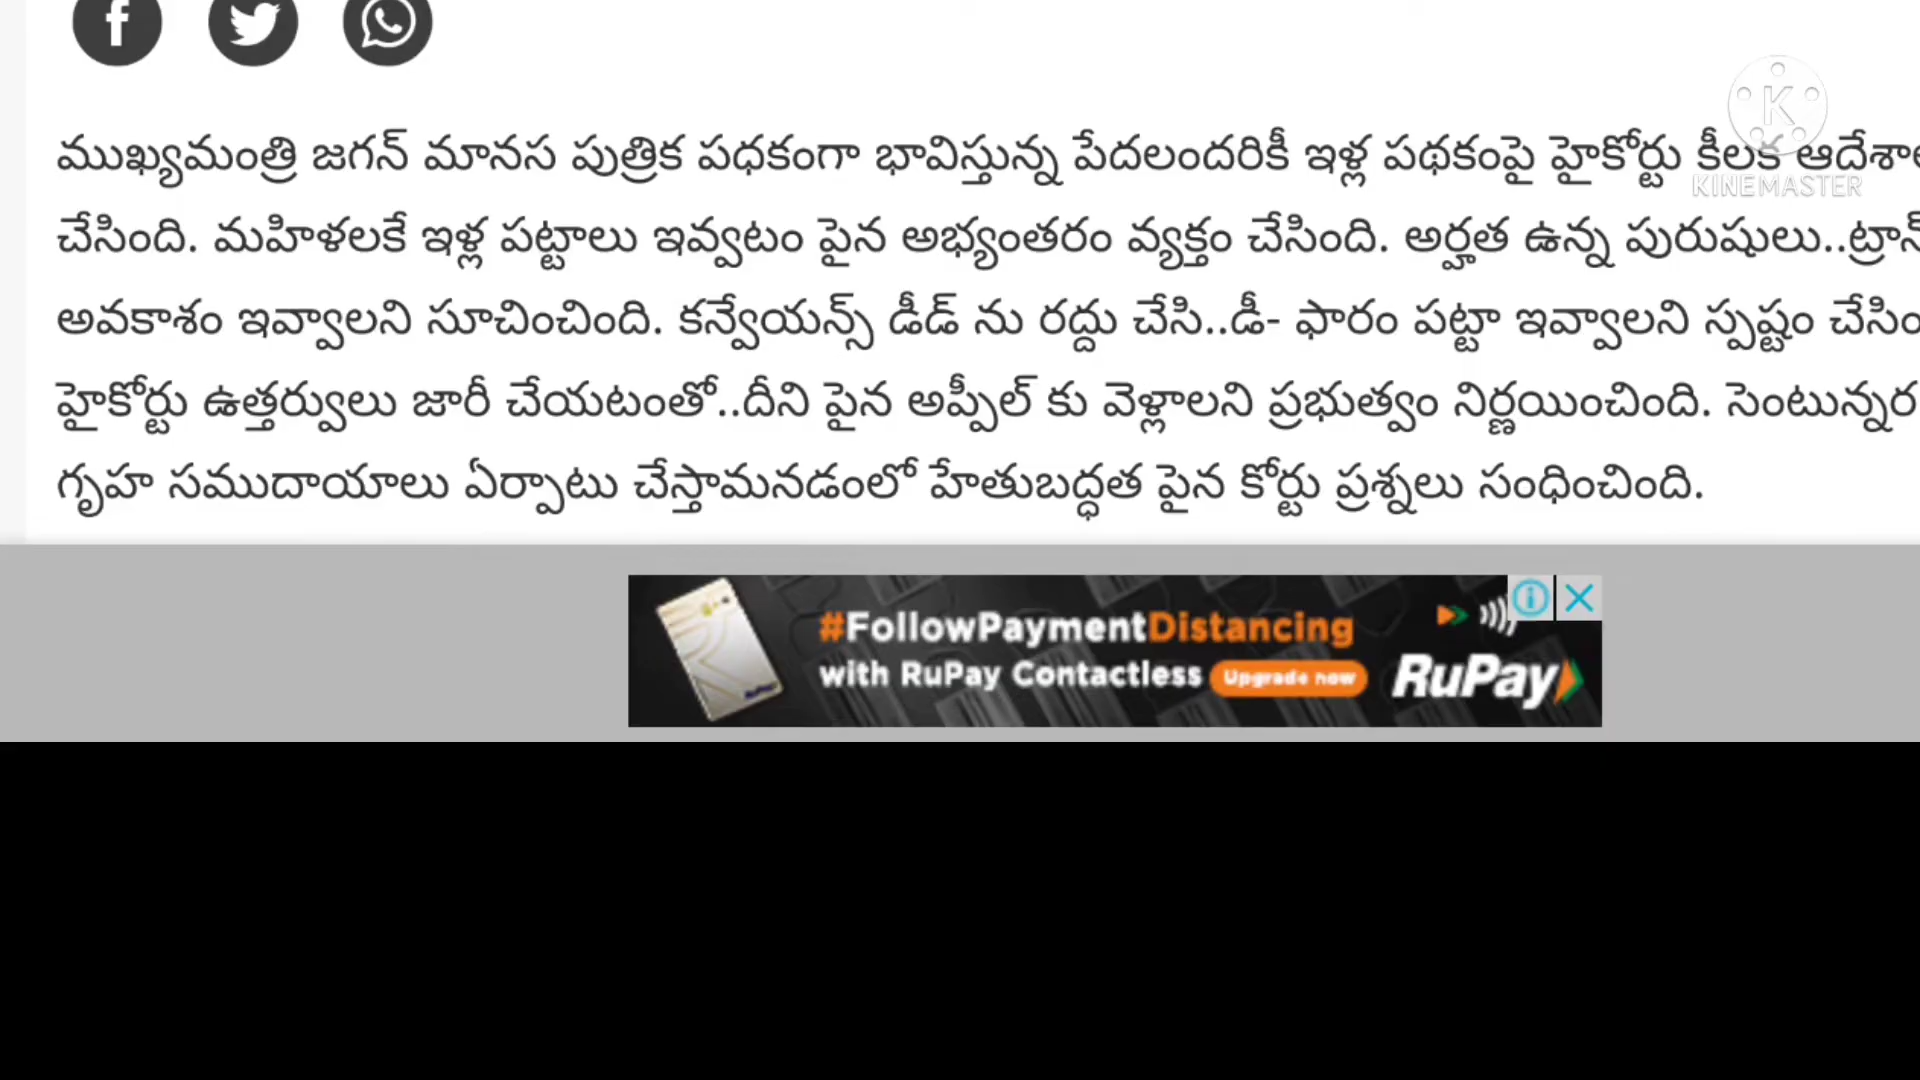 ముఖ్యమంత్రి జగన్ మానస పుత్రిక పధకంగా భావిస్తున్న పేదలందరికీ ఇళ్ల పథకంపై హైకోర్టు కీలక
KINEMASTER
చేసింది. మహిళలకే ఇళ్ల పట్టాలు ఇవ్వటం పైన అభ్యంతరం వ్యక్తం చేసింది. అర్హత ఉన్న పురుషులు..
అవకాశం ఇవ్వాలని సూచించింది. కన్వేయన్స్ డీడ్ ను రద్దు చేసి..డీ- ఫారం పట్టా ఇవ్వాలని స్పష్టం
హైకోర్టు ఉత్తర్వులు జారీ చేయటంతో..దీని పైన అప్పీల్ కు వెళ్లాలని ప్రభుత్వం నిర్ణయించింది. సెంటున్నర
గృహ సముదాయాలు ఏర్పాటు చేస్తామనడంలో హేతుబద్ధత పైన కోర్టు ప్రశ్నలు సంధించింది.
#FollowPaymentDistancing
with RuPay Contactless Upgrade now
RuPay